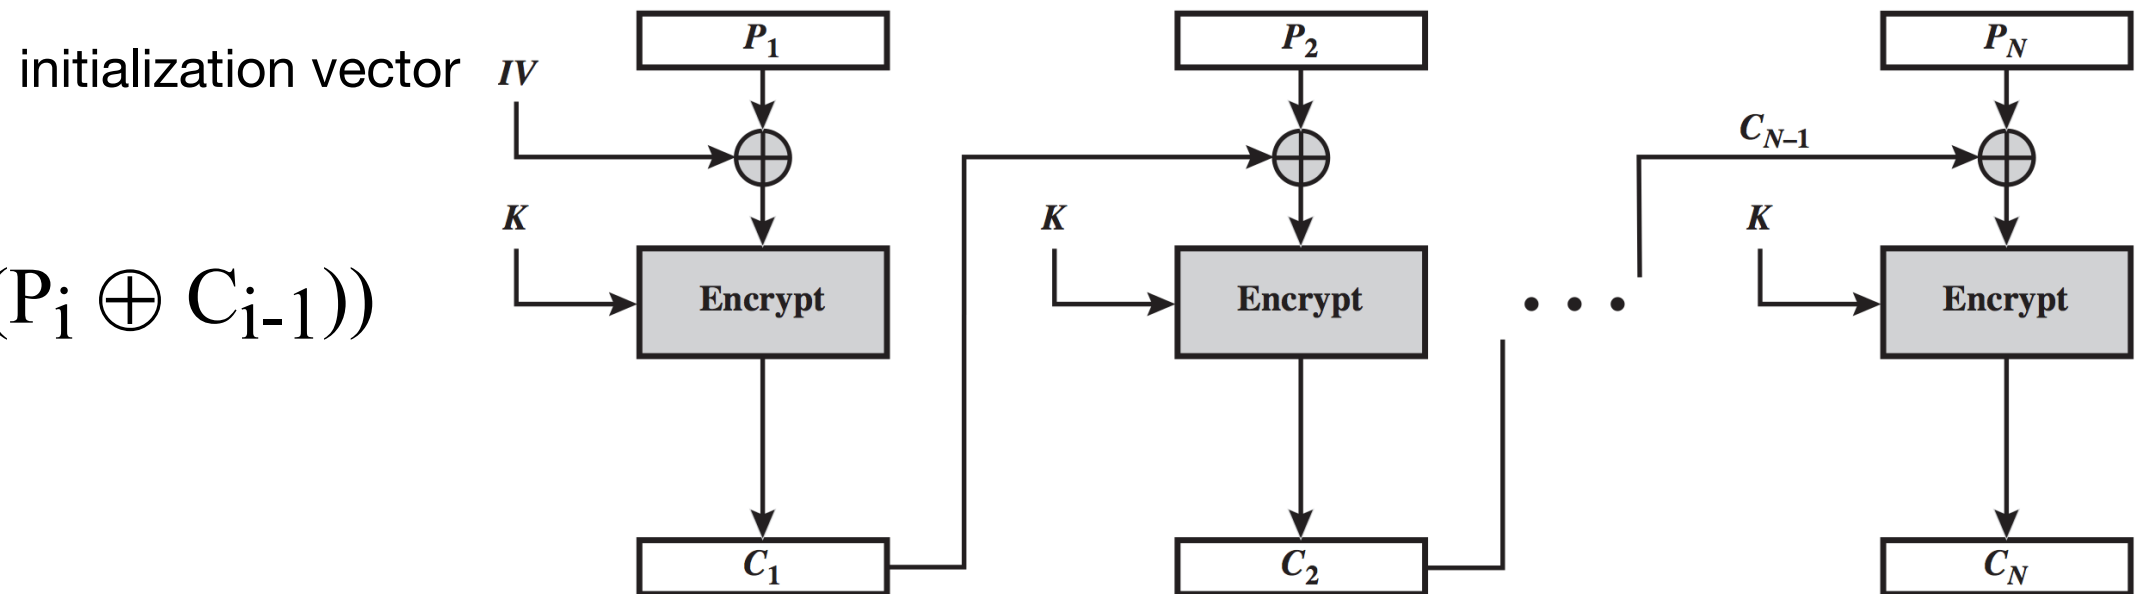 initialization vector
IV
P1
P2
PN
CN–1
K
K
K
(Pi ⊕ Ci-1))
Encrypt
Encrypt
• • •
Encrypt
C1
C2
CN